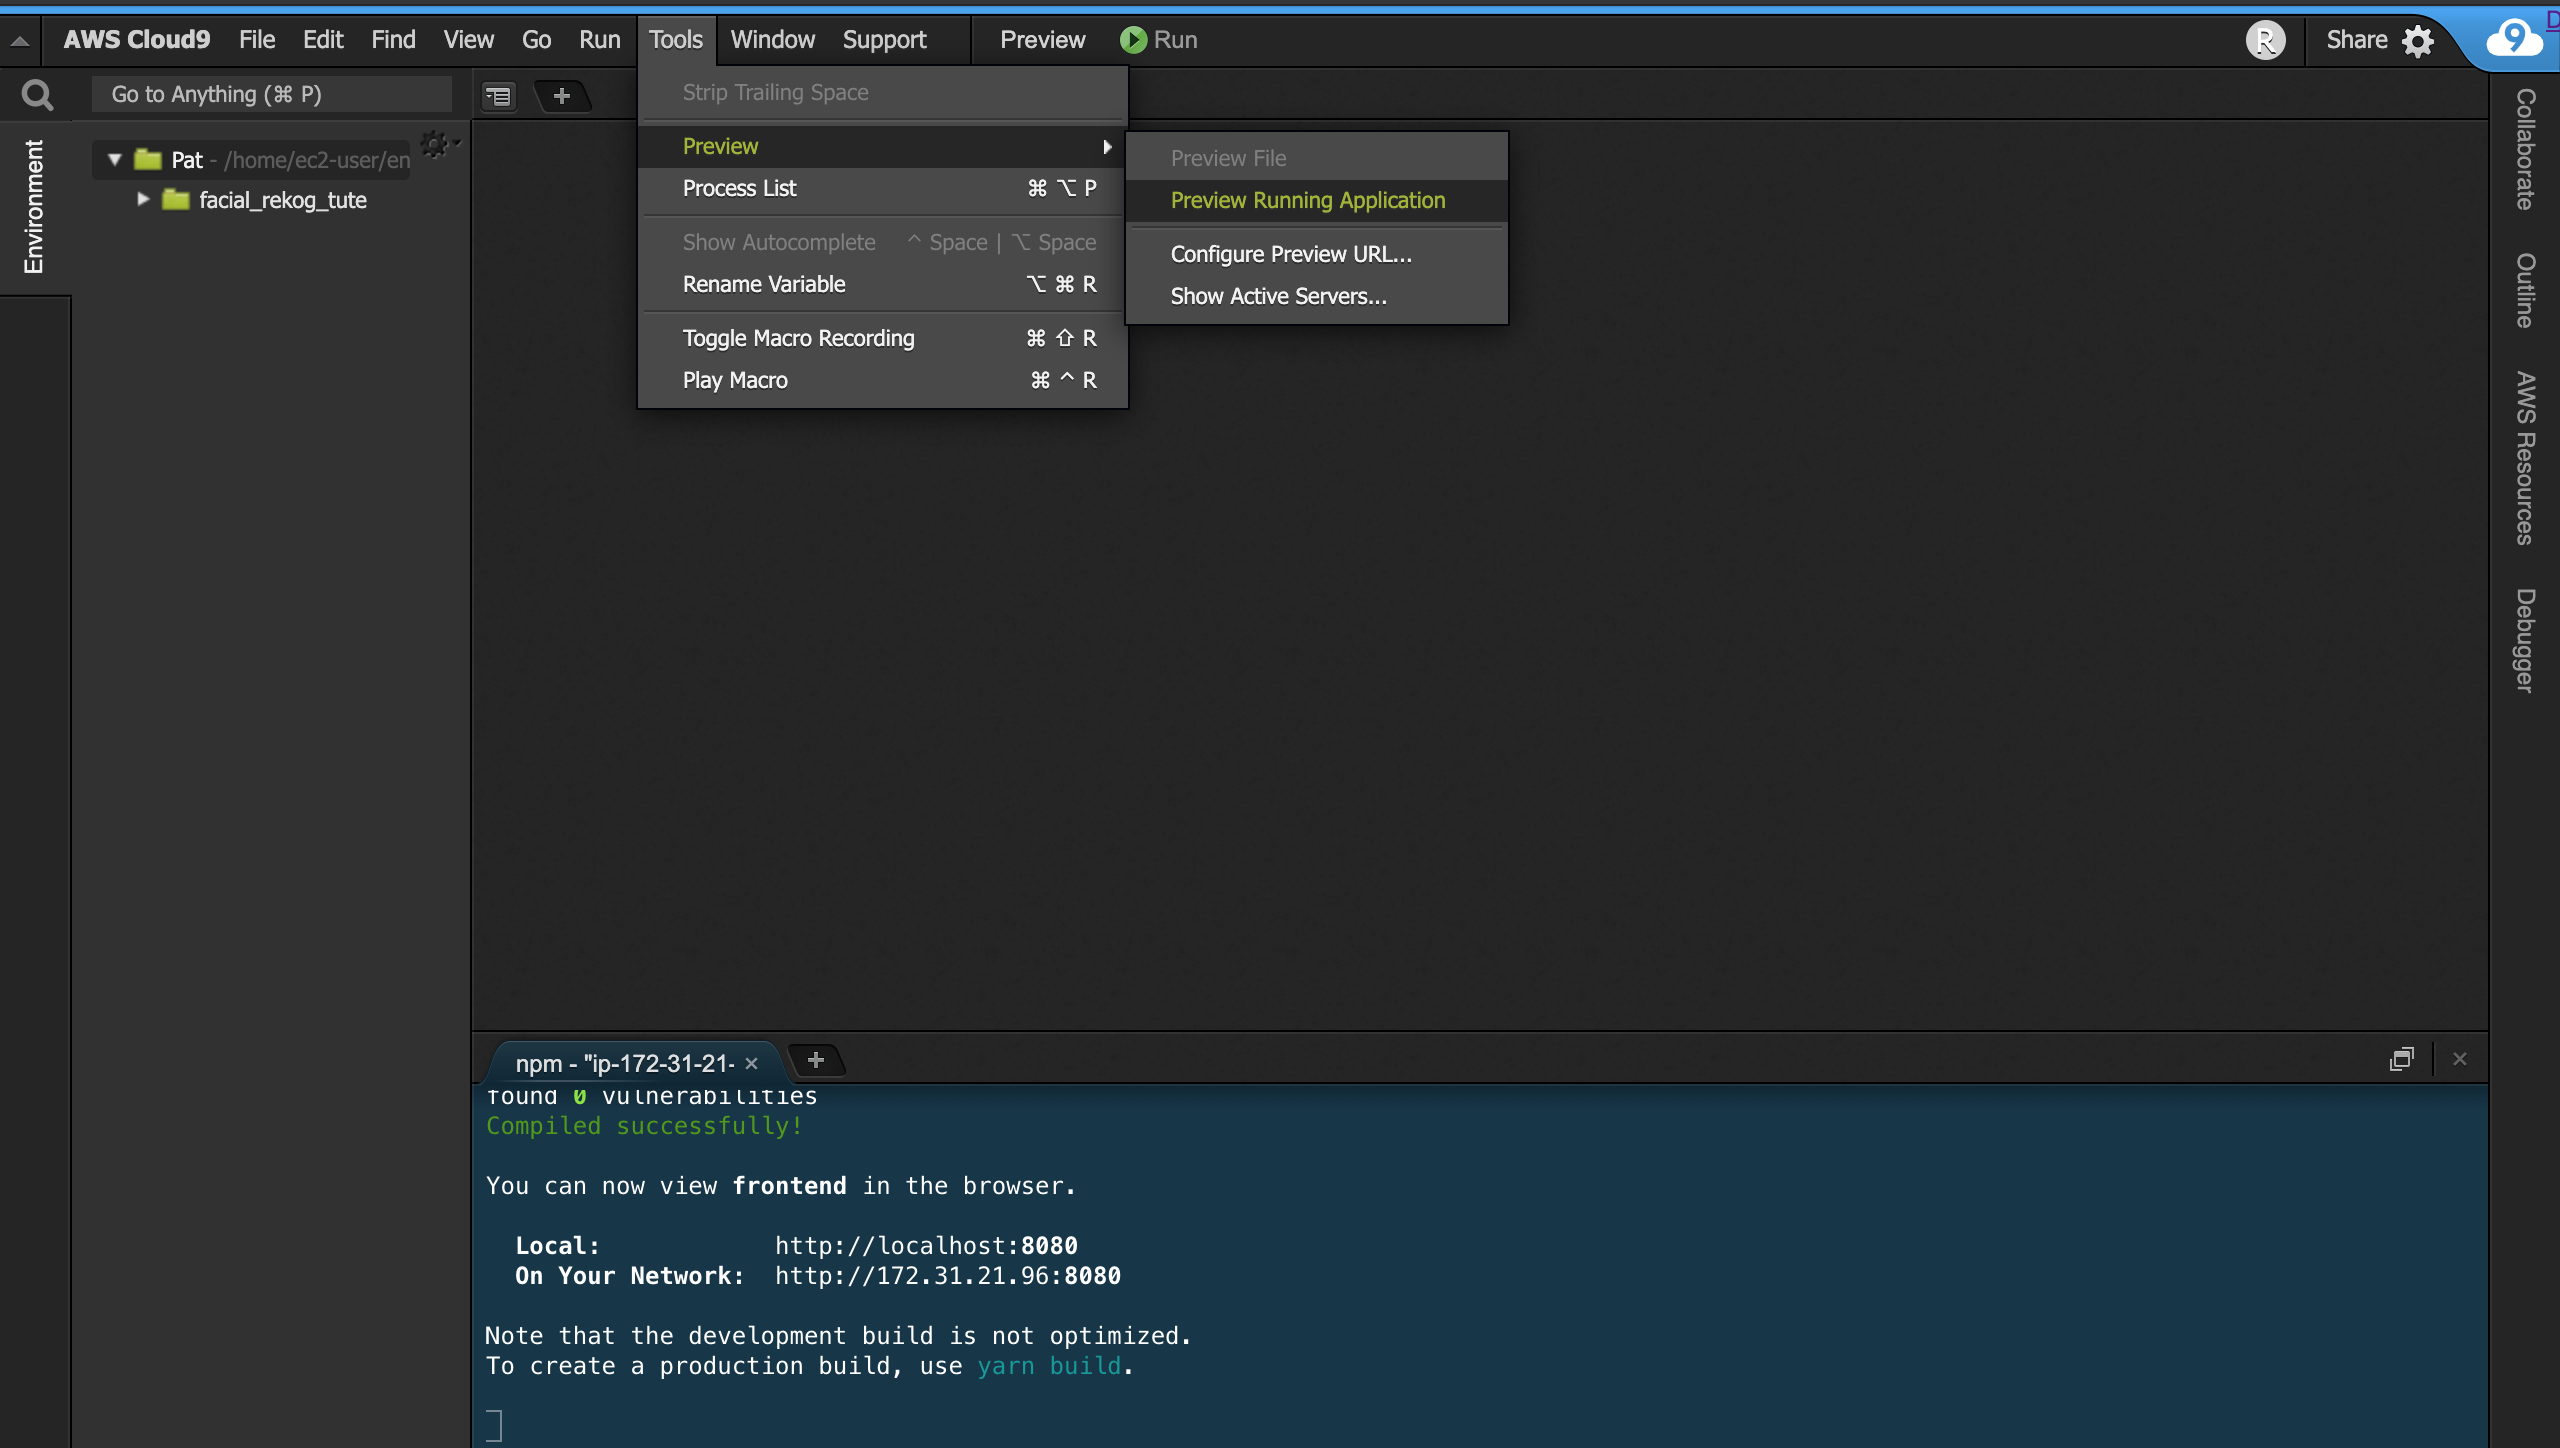 AWS Cloud9 File Edit Find View Go Run Tools Window Support Preview Run R Share 9 D
Go to Anything (⌘ P)
Environment
Pat - /home/ec2-user/en
facial_rekog_tute
Strip Trailing Space
Preview
Process List ⌘ ⌥ P
Show Autocomplete ^ Space | ⌥ Space
Rename Variable ⌥ ⌘ R
Toggle Macro Recording ⌘ ⇧ R
Play Macro ⌘ ^ R
Preview File
Preview Running Application
Configure Preview URL...
Show Active Servers...
Collaborate
Outline
AWS Resources
Debugger
npm - "ip-172-31-21-
found 0 vulnerabilities
Compiled successfully!
You can now view frontend in the browser.
Local: http://localhost:8080
On Your Network: http://172.31.21.96:8080
Note that the development build is not optimized.
To create a production build, use yarn build.